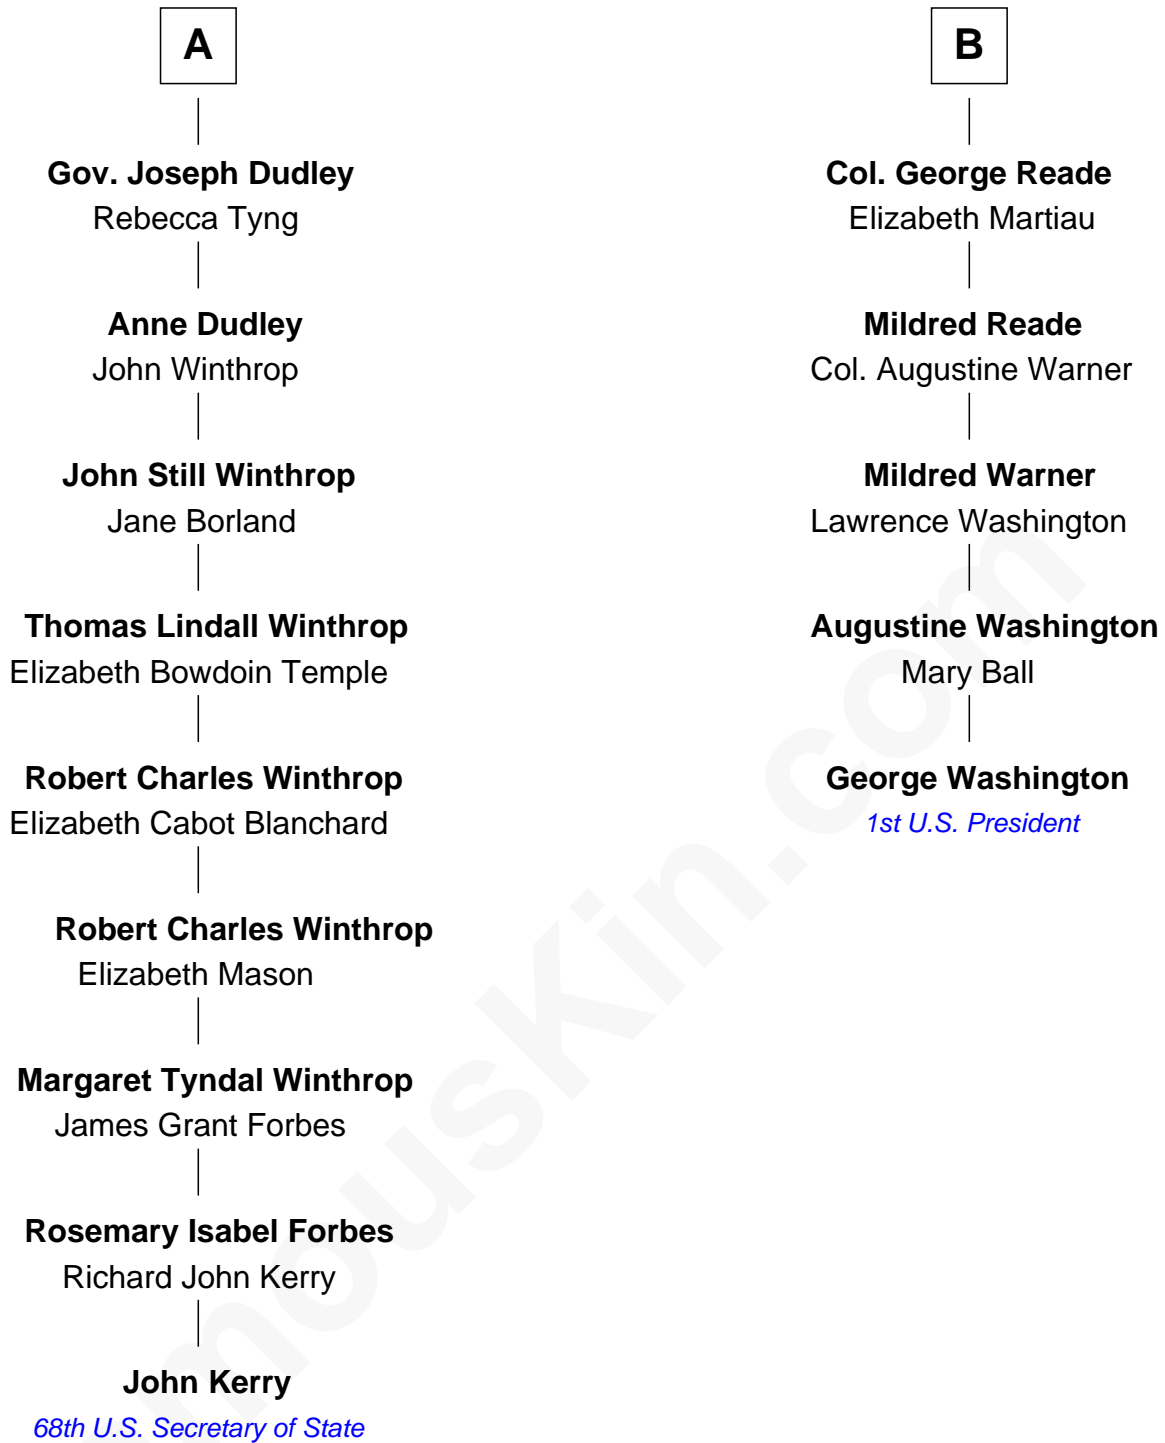 A
Gov. Joseph Dudley
Rebecca Tyng
Anne Dudley
John Winthrop
John Still Winthrop
Jane Borland
Thomas Lindall Winthrop
Elizabeth Bowdoin Temple
Robert Charles Winthrop
Elizabeth Cabot Blanchard
Robert Charles Winthrop
Elizabeth Mason
Margaret Tyndal Winthrop
James Grant Forbes
Rosemary Isabel Forbes
Richard John Kerry
John Kerry
68th U.S. Secretary of State
B
Col. George Reade
Elizabeth Martiau
Mildred Reade
Col. Augustine Warner
Mildred Warner
Lawrence Washington
Augustine Washington
Mary Ball
George Washington
1st U.S. President
mousKin.com